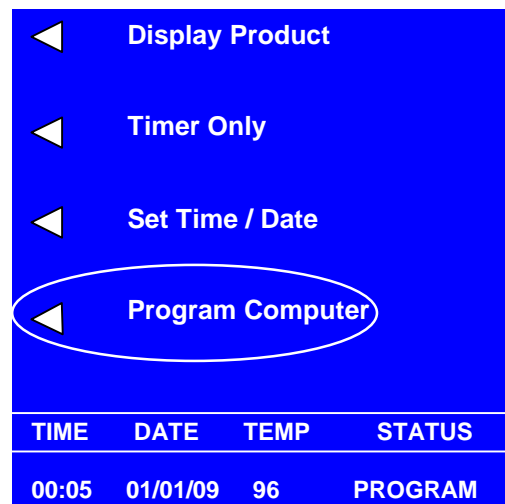 Display Product
Timer Only
Set Time / Date
Program Computer
TIME DATE TEMP STATUS
00:05 01/01/09 96 PROGRAM